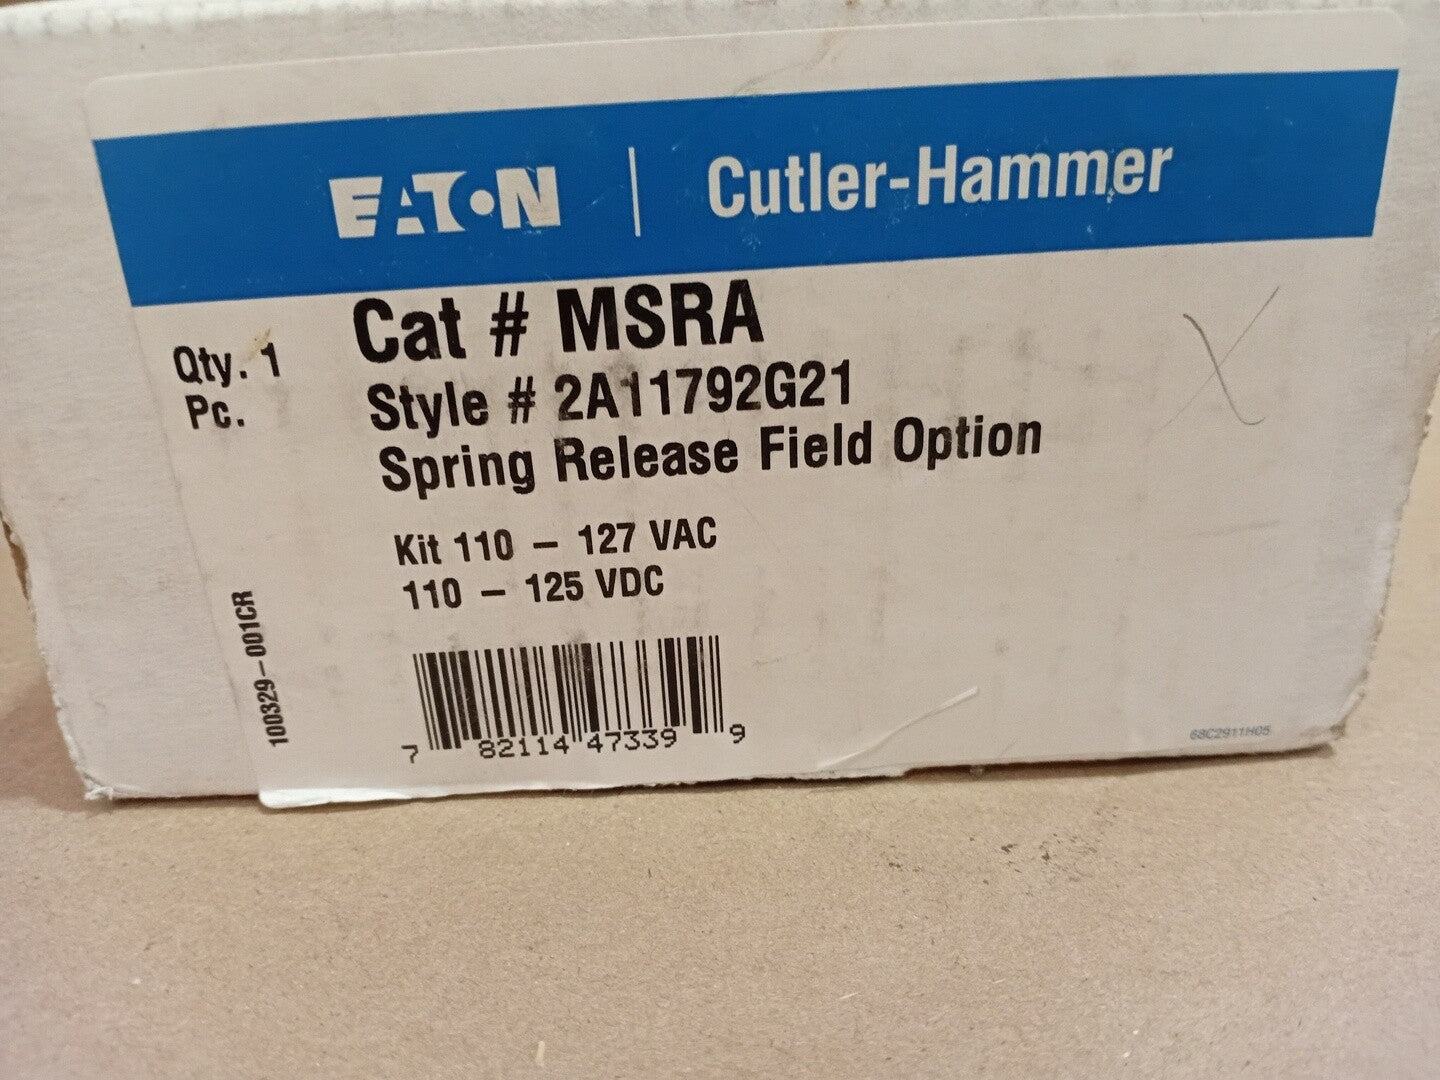 EATON | Cutler-Hammer
Cat # MSRA
Qty. 1
Pc.
Style # 2A11792G21
Spring Release Field Option
Kit 110 – 127 VAC
110 – 125 VDC
100329-001CR
7 82114 47339 9
68C2911H05
X